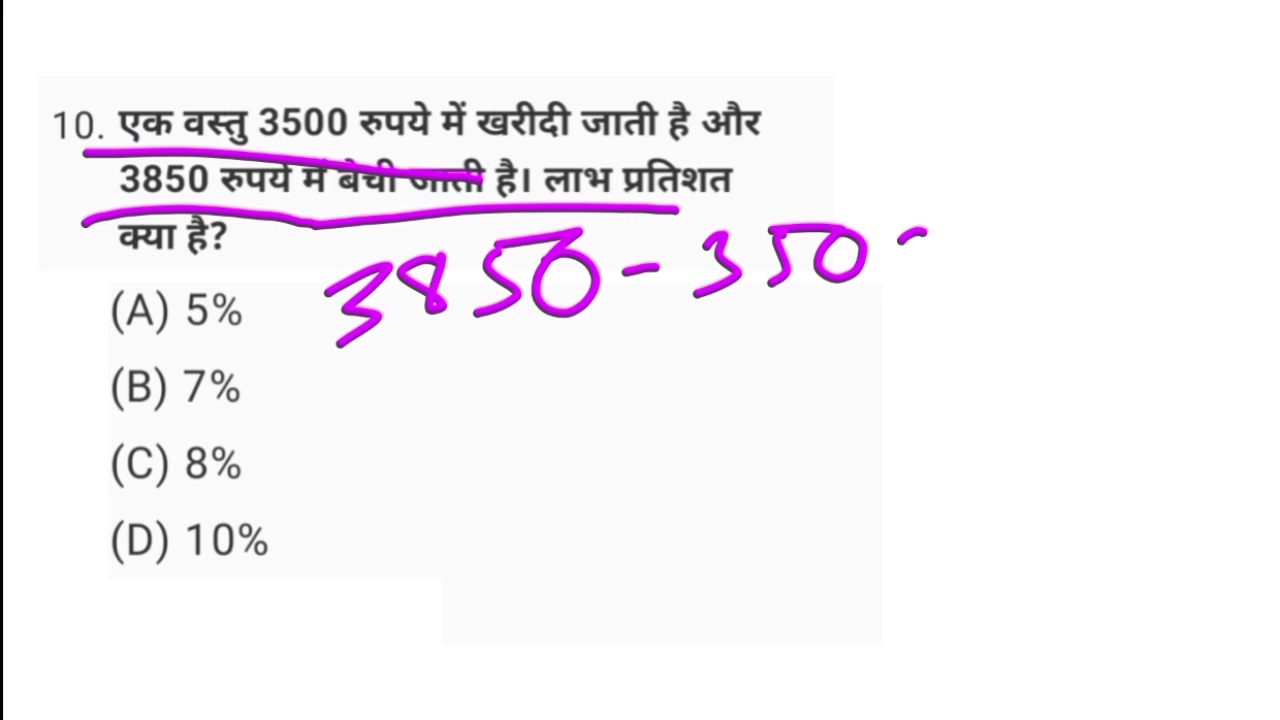 10. एक वस्तु 3500 रुपये में खरीदी जाती है और
3850 रुपये में बेची जाती है। लाभ प्रतिशत
क्या है?
3850-350
(A) 5%
(B) 7%
(C) 8%
(D) 10%